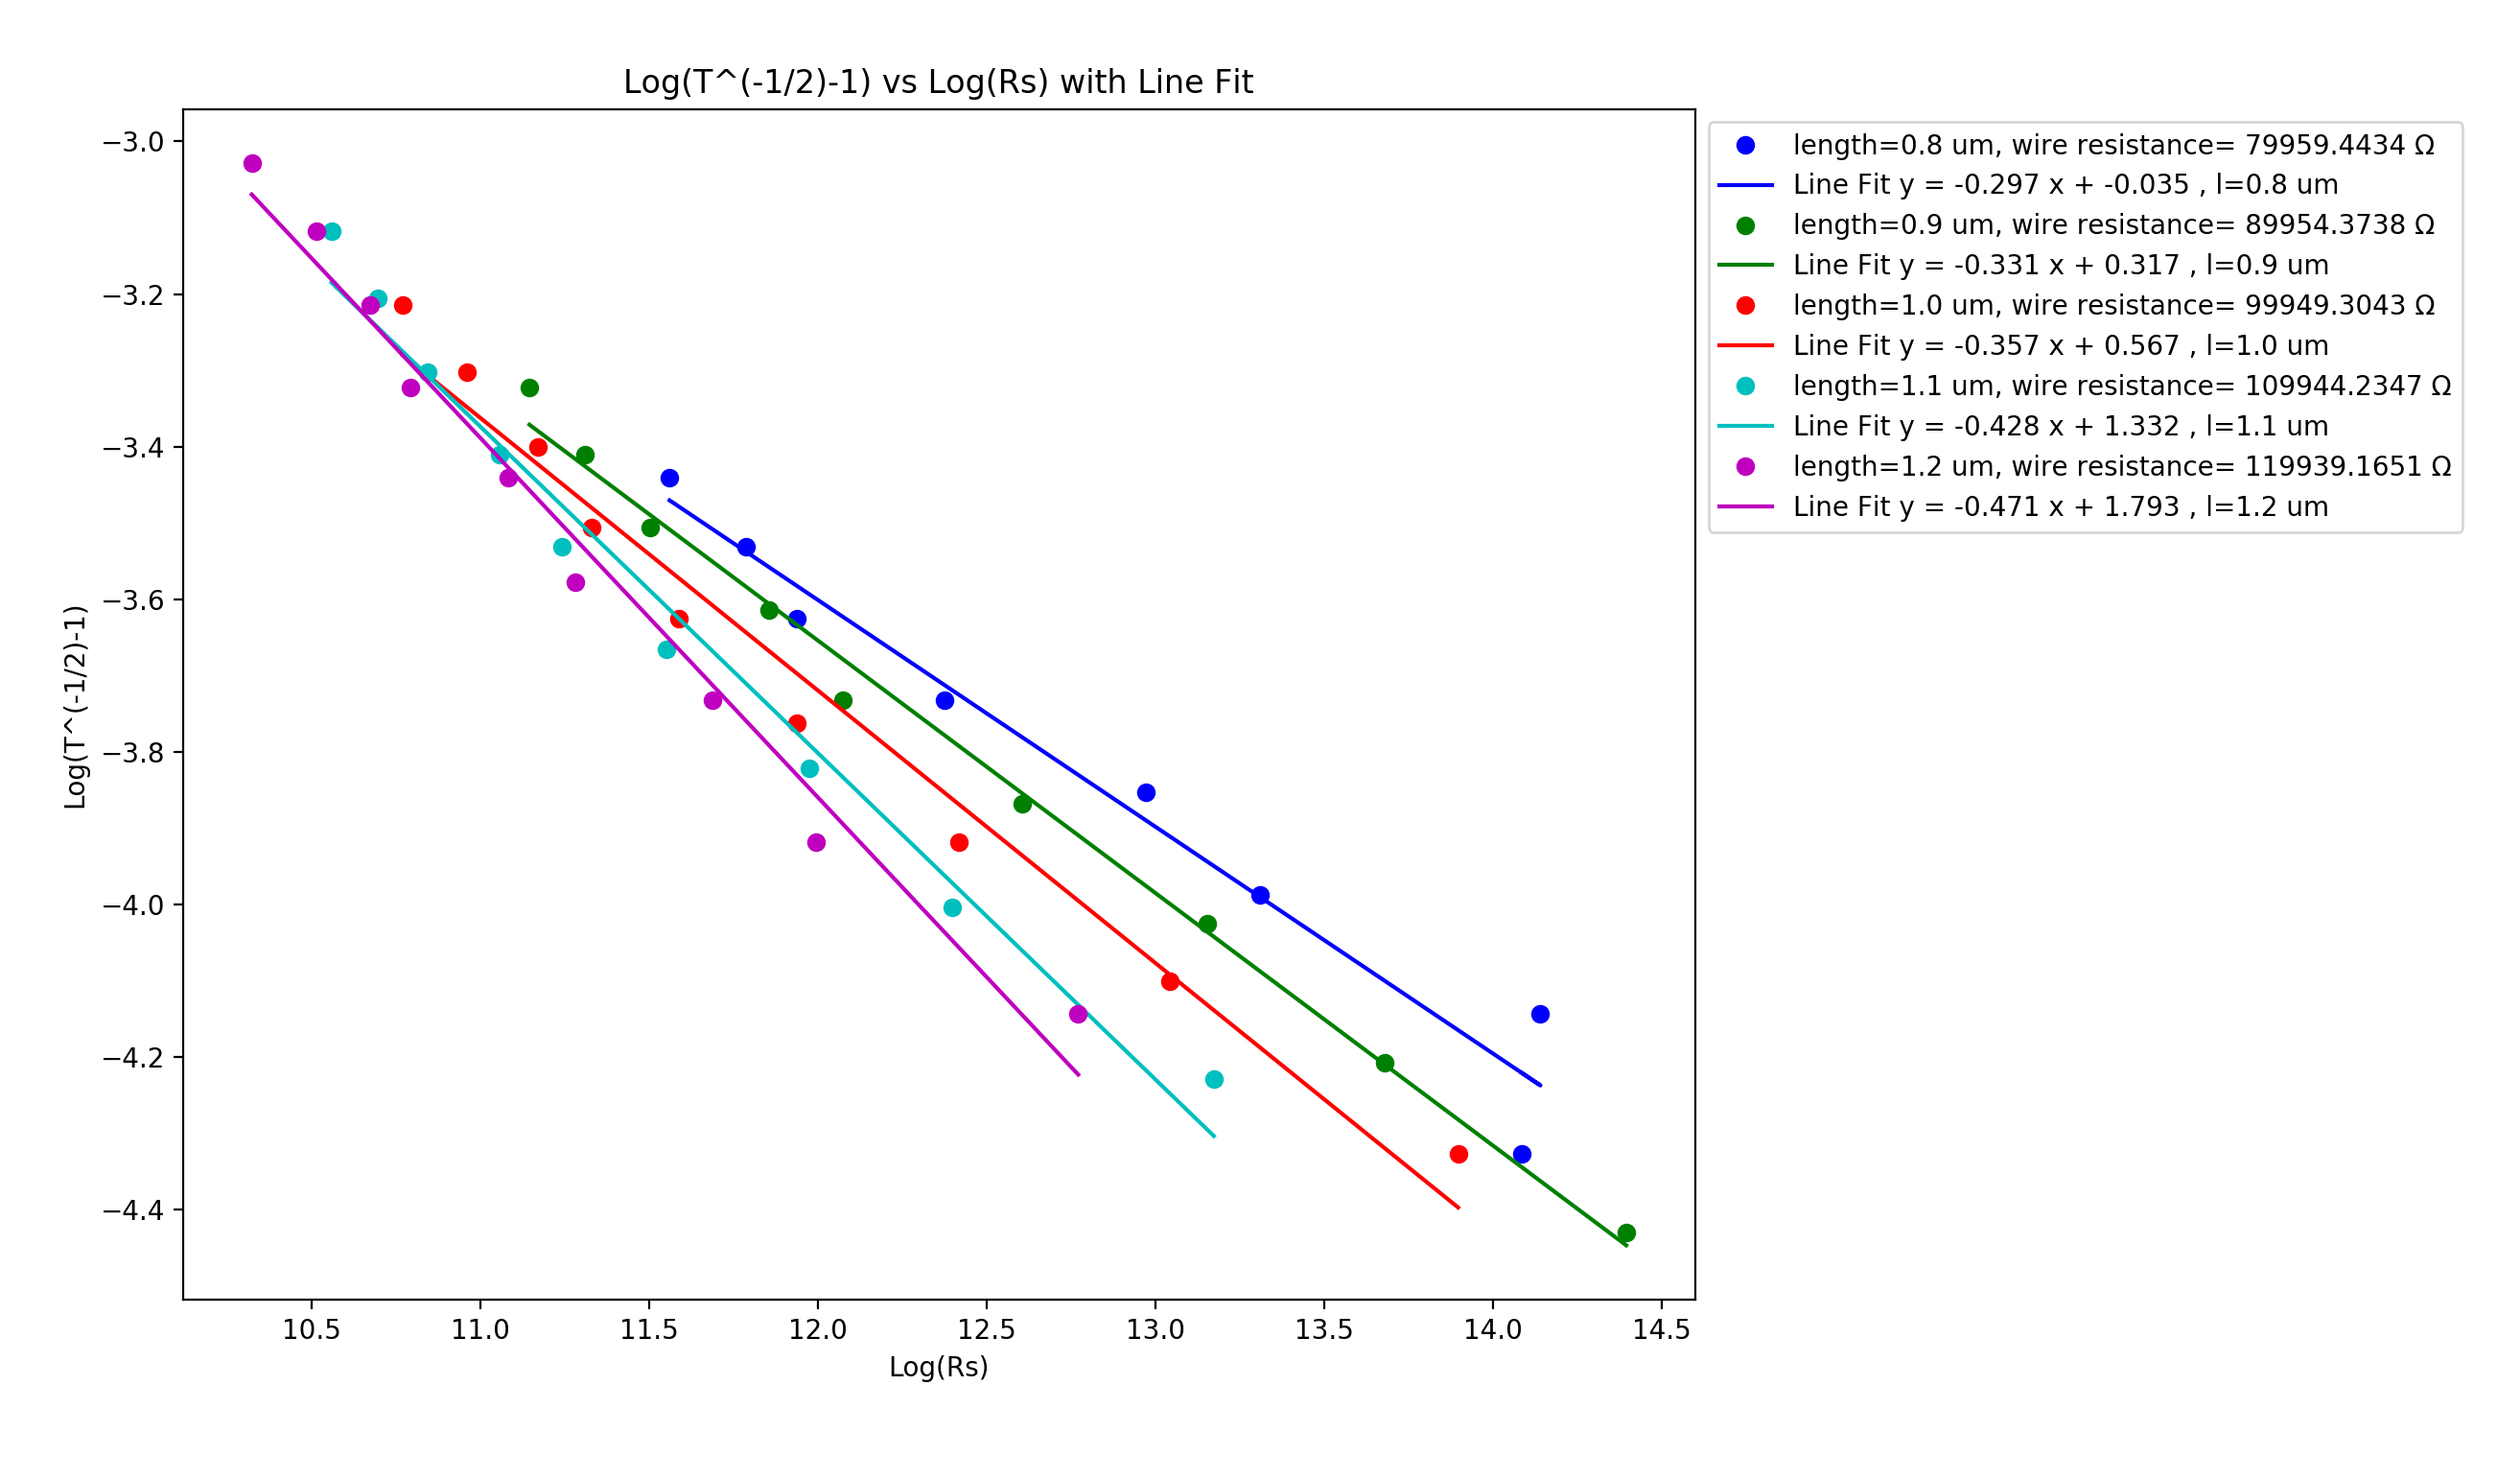 Log(T^(-1/2)-1) vs Log(Rs) with Line Fit
length=0.8 um, wire resistance= 79959.4434 Ω
Line Fit y = -0.297 x + -0.035 , l=0.8 um
length=0.9 um, wire resistance= 89954.3738 Ω
Line Fit y = -0.331 x + 0.317 , l=0.9 um
length=1.0 um, wire resistance= 99949.3043 Ω
Line Fit y = -0.357 x + 0.567 , l=1.0 um
length=1.1 um, wire resistance= 109944.2347 Ω
Line Fit y = -0.428 x + 1.332 , l=1.1 um
length=1.2 um, wire resistance= 119939.1651 Ω
Line Fit y = -0.471 x + 1.793 , l=1.2 um
Log(T^(-1/2)-1)
−3.0
−3.2
−3.4
−3.6
−3.8
−4.0
−4.2
−4.4
10.5 11.0 11.5 12.0 12.5 13.0 13.5 14.0 14.5
Log(Rs)